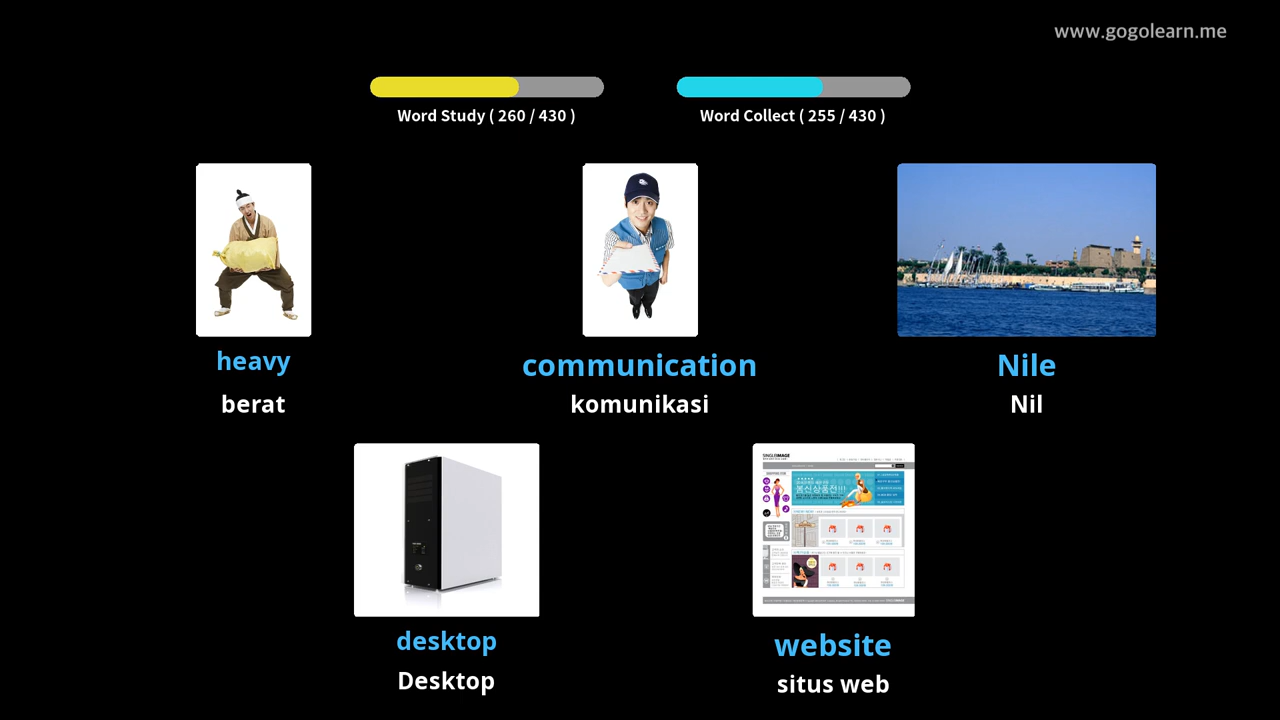 www.gogolearn.me
Word Study ( 260 / 430 )
Word Collect ( 255 / 430 )
heavy
berat
communication
komunikasi
Nile
Nil
desktop
Desktop
website
situs web